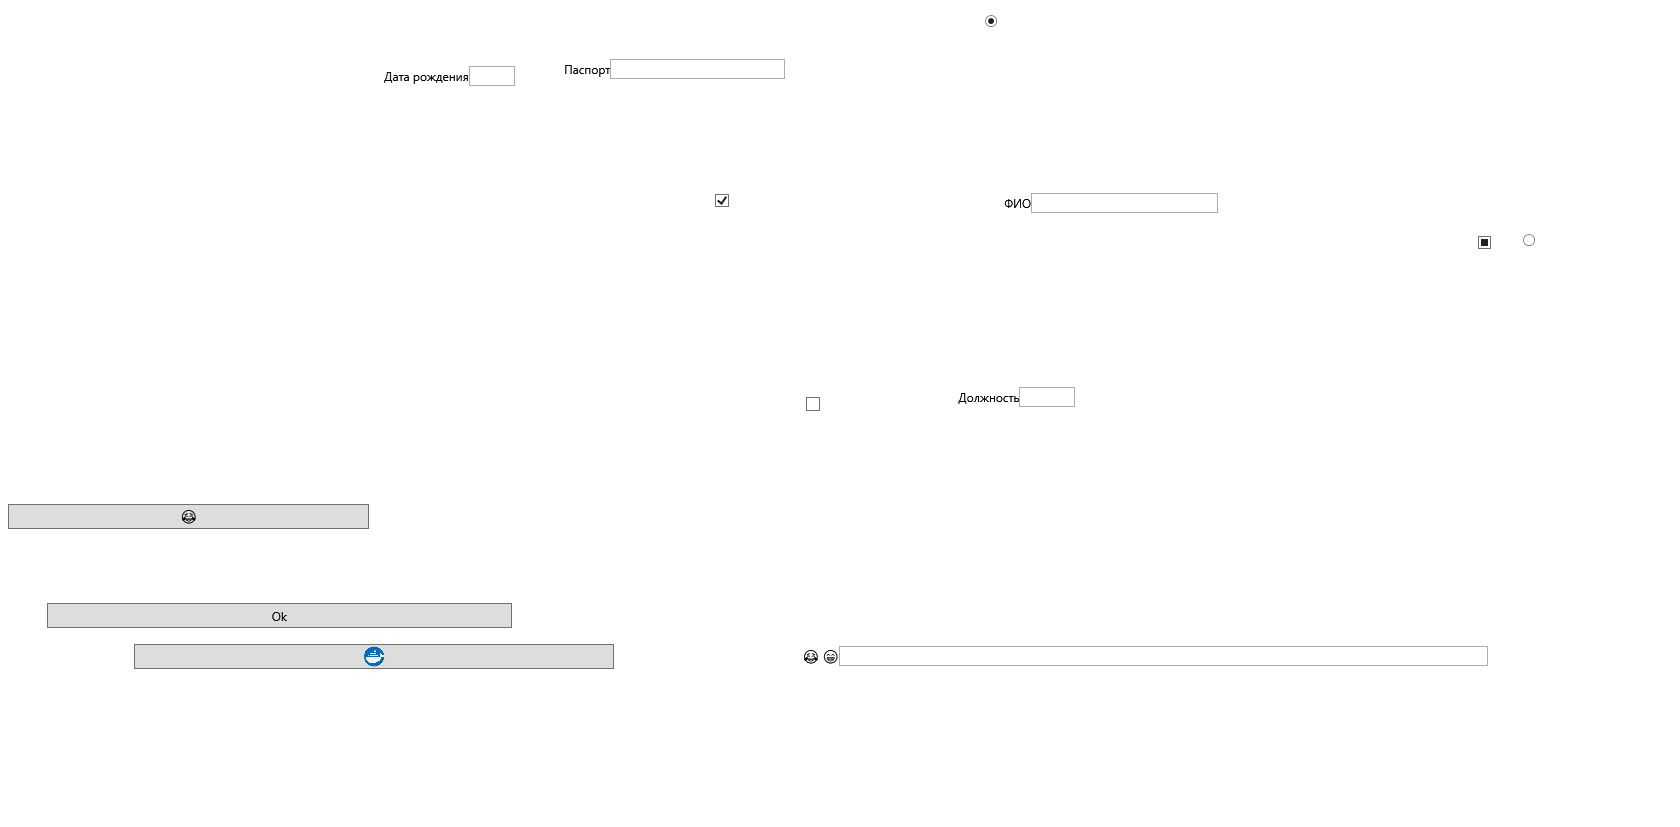 Паспорт
Дата рождения
ФИО
Должность
😂
Ok
😂 😁